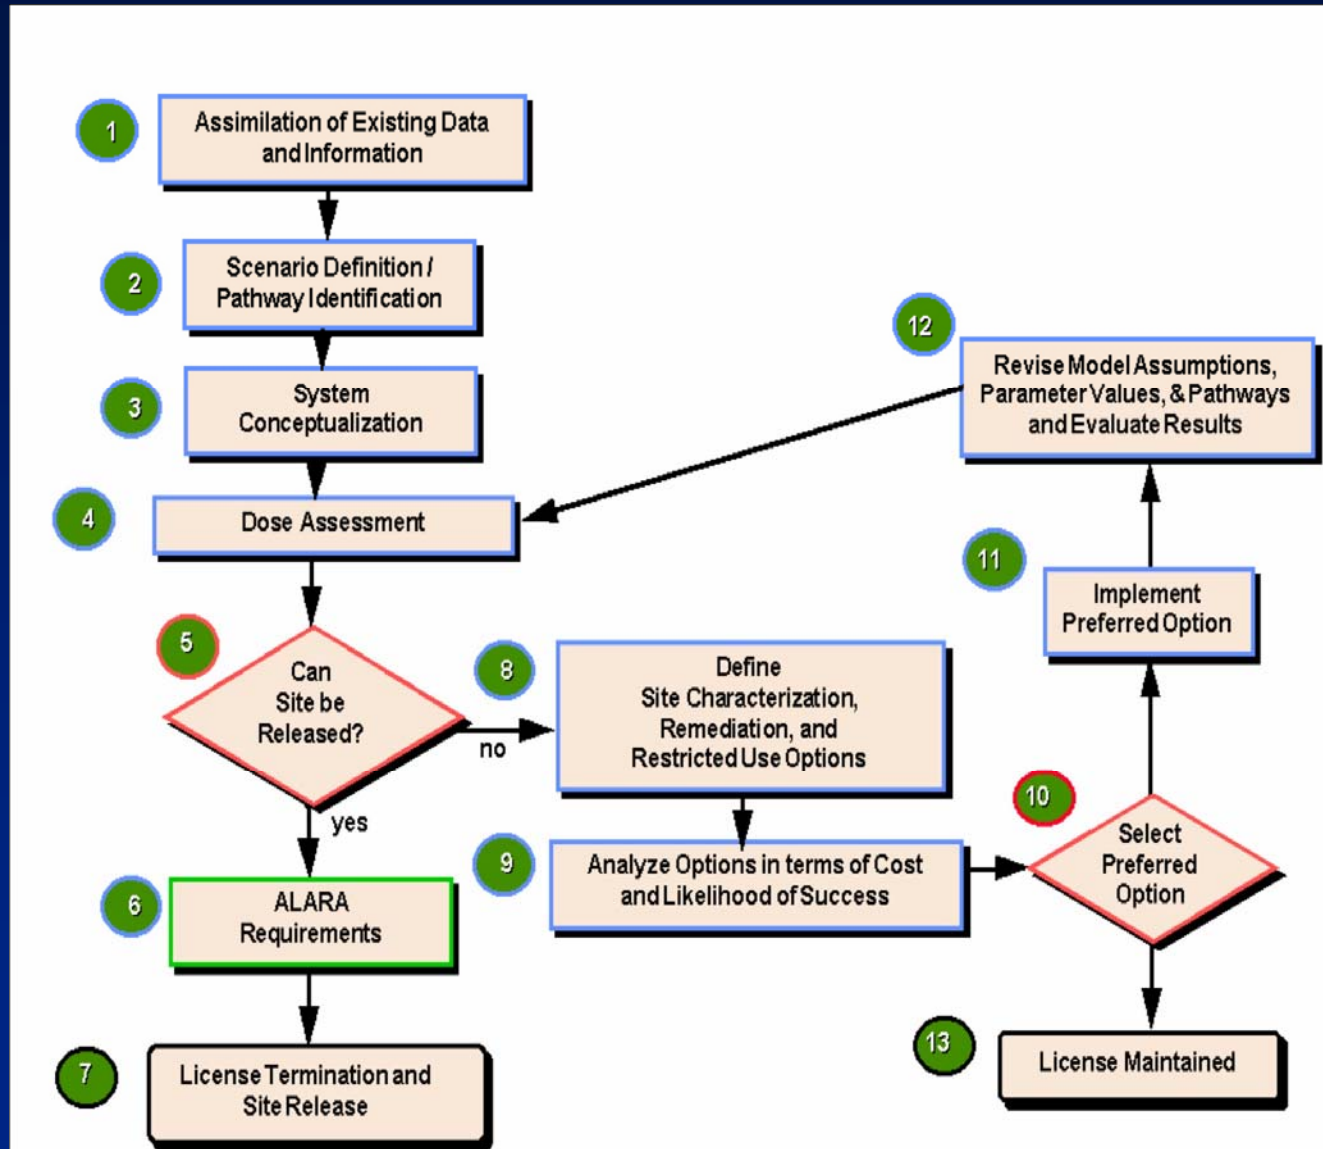 1
Assimilation of Existing Data
and Information
2
Scenario Definition /
Pathway Identification
3
System
Conceptualization
4
Dose Assessment
5
Can
Site be
Released?
no
yes
6
ALARA
Requirements
7
License Termination and
Site Release
8
Define
Site Characterization,
Remediation, and
Restricted Use Options
9
Analyze Options in terms of Cost
and Likelihood of Success
10
Select
Preferred
Option
11
Implement
Preferred Option
12
Revise Model Assumptions,
Parameter Values, & Pathways
and Evaluate Results
13
License Maintained